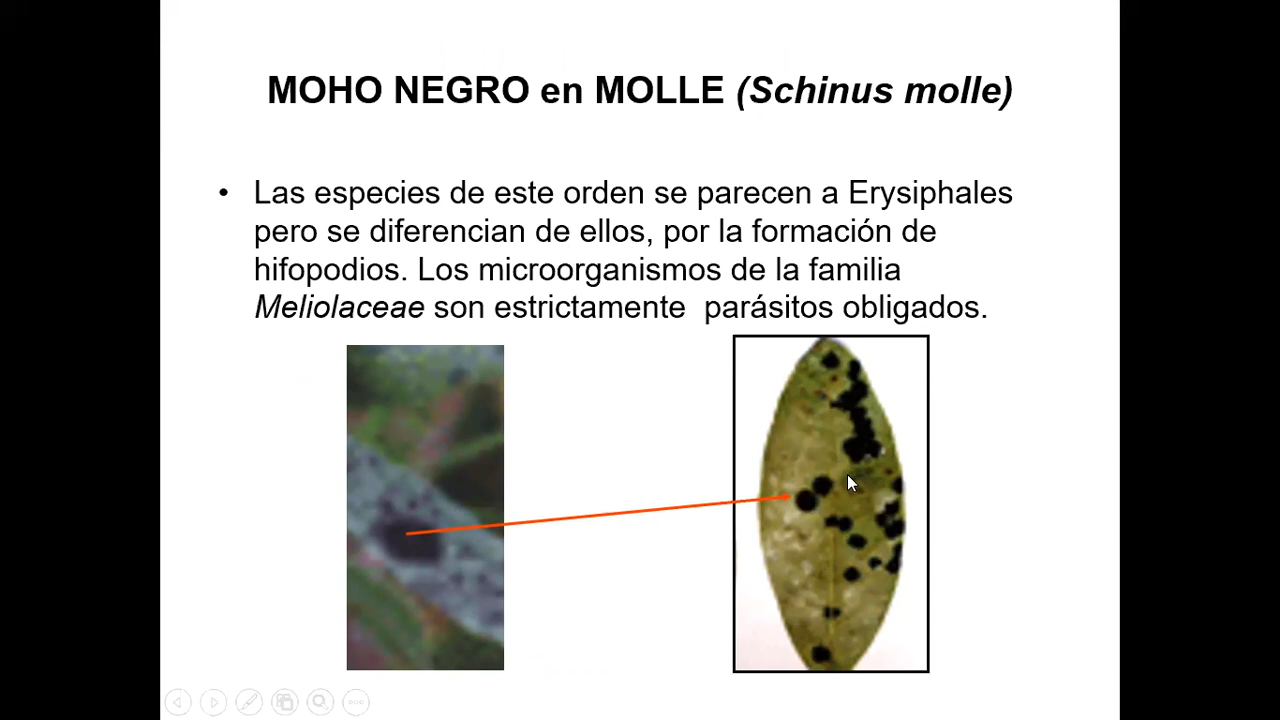 MOHO NEGRO en MOLLE (Schinus molle)
• Las especies de este orden se parecen a Erysiphales
pero se diferencian de ellos, por la formación de
hifopodios. Los microorganismos de la familia
Meliolaceae son estrictamente  parásitos obligados.